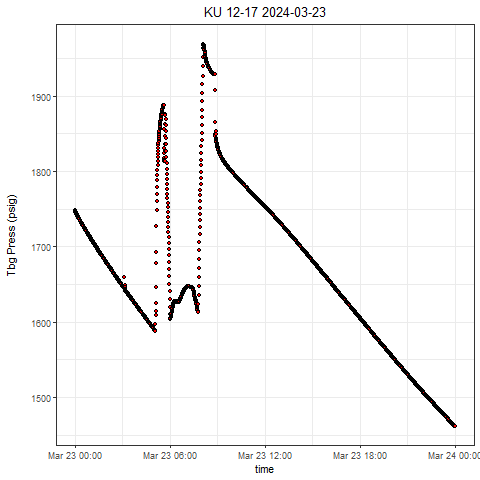 KU 12-17 2024-03-23
Tbg Press (psig)
1900
1800
1700
1600
1500
Mar 23 00:00 Mar 23 06:00 Mar 23 12:00 Mar 23 18:00 Mar 24 00:00
time